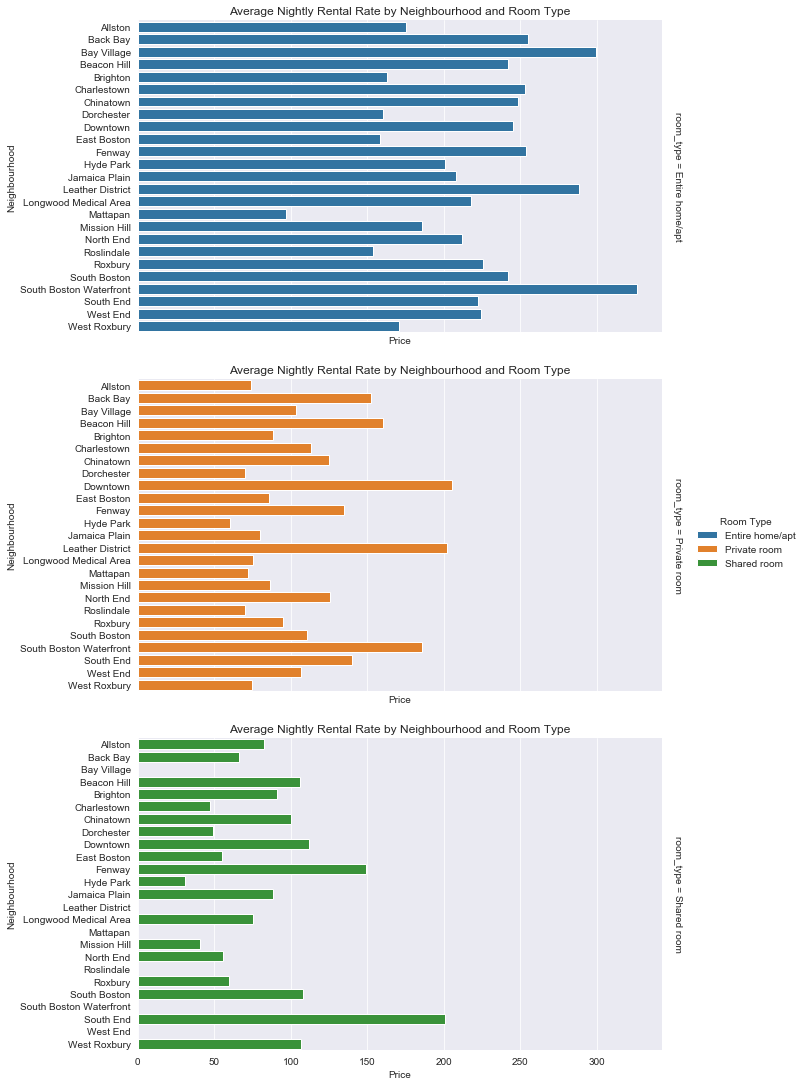 Average Nightly Rental Rate by Neighbourhood and Room Type
Allston
Back Bay
Bay Village
Beacon Hill
Brighton
Charlestown
Chinatown
Dorchester
Downtown
East Boston
Fenway
Hyde Park
Jamaica Plain
Leather District
Longwood Medical Area
Mattapan
Mission Hill
North End
Roslindale
Roxbury
South Boston
South Boston Waterfront
South End
West End
West Roxbury
Neighbourhood
Price
room_type = Entire home/apt
Average Nightly Rental Rate by Neighbourhood and Room Type
Allston
Back Bay
Bay Village
Beacon Hill
Brighton
Charlestown
Chinatown
Dorchester
Downtown
East Boston
Fenway
Hyde Park
Jamaica Plain
Leather District
Longwood Medical Area
Mattapan
Mission Hill
North End
Roslindale
Roxbury
South Boston
South Boston Waterfront
South End
West End
West Roxbury
Neighbourhood
Price
room_type = Private room
Room Type
Entire home/apt
Private room
Shared room
Average Nightly Rental Rate by Neighbourhood and Room Type
Allston
Back Bay
Bay Village
Beacon Hill
Brighton
Charlestown
Chinatown
Dorchester
Downtown
East Boston
Fenway
Hyde Park
Jamaica Plain
Leather District
Longwood Medical Area
Mattapan
Mission Hill
North End
Roslindale
Roxbury
South Boston
South Boston Waterfront
South End
West End
West Roxbury
Neighbourhood
0 50 100 150 200 250 300
Price
room_type = Shared room